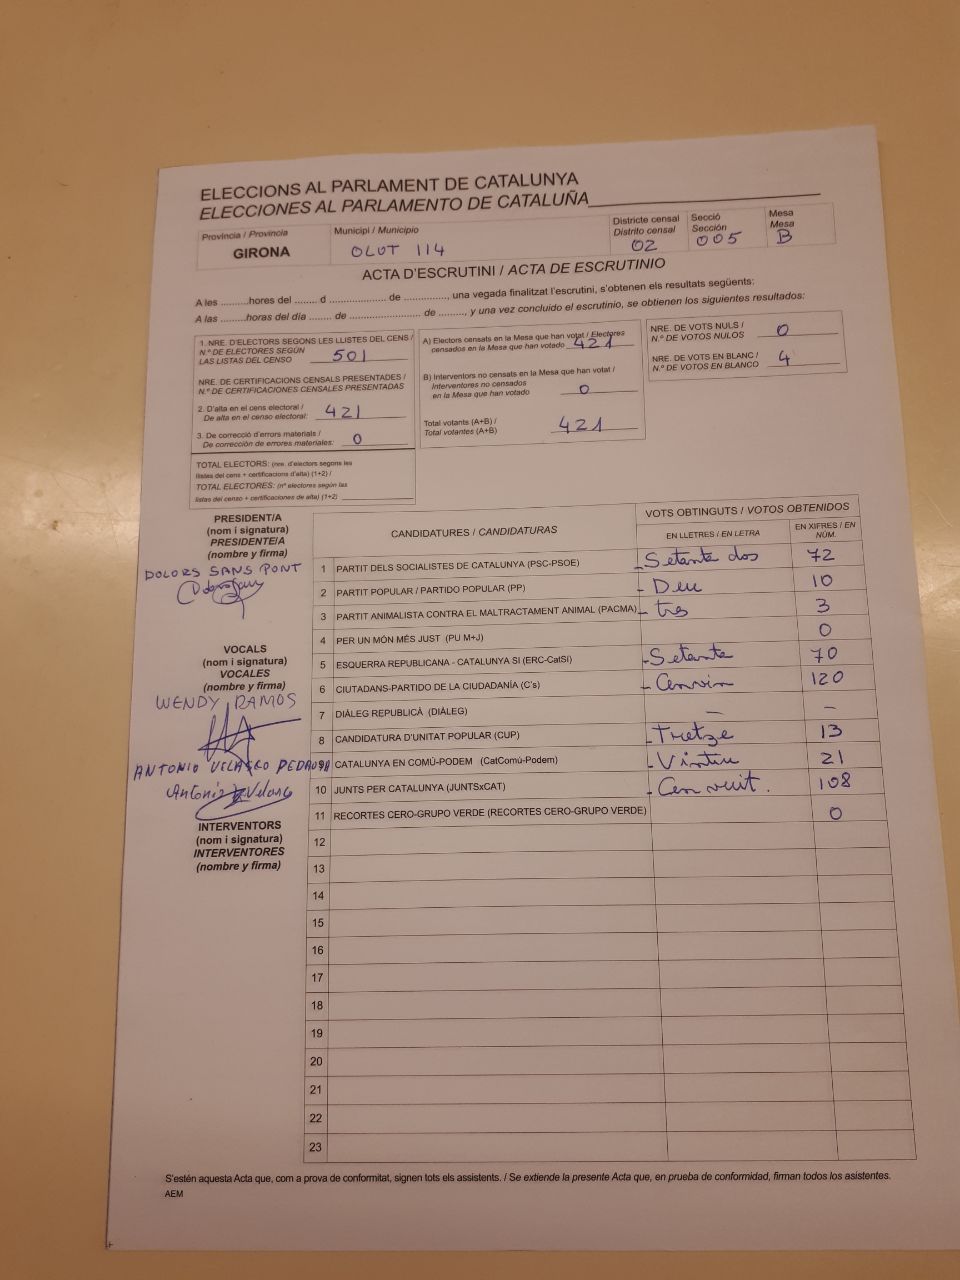 ELECCIONS AL PARLAMENT DE CATALUNYA
ELECCIONES AL PARLAMENTO DE CATALUÑA
Província / Provincia
GIRONA
Municipi / Municipio
OLOT 114
Districte censal
Distrito censal
02
Secció
Sección
005
Mesa
Mesa
B
ACTA D'ESCRUTINI / ACTA DE ESCRUTINIO
A les ..........hores del ........ d .................... de ..............., una vegada finalitzat l'escrutini, s'obtenen els resultats següents:
A las .........horas del día ........ de ......................... de ........., y una vez concluido el escrutinio, se obtienen los siguientes resultados:
1. NRE. D'ELECTORS SEGONS LES LLISTES DEL CENS /
N.º DE ELECTORES SEGÚN
LAS LISTAS DEL CENSO 501
NRE. DE CERTIFICACIONS CENSALS PRESENTADES /
N.º DE CERTIFICACIONES CENSALES PRESENTADAS
2. D'alta en el cens electoral /
De alta en el censo electoral: 421
3. De correcció d'errors materials /
De corrección de errores materiales: 0
TOTAL ELECTORS: (nre. d'electors segons les
llistes del cens + certificacions d'alta) (1+2) /
TOTAL ELECTORES: (nº electores según las
listas del censo + certificaciones de alta) (1+2)
A) Electors censats en la Mesa que han votat / Electores
censados en la Mesa que han votado 421
B) Interventors no censats en la Mesa que han votat /
Interventores no censados
en la Mesa que han votado 0
Total votants (A+B) /
Total votantes (A+B) 421
NRE. DE VOTS NULS /
N.º DE VOTOS NULOS 0
NRE. DE VOTS EN BLANC /
N.º DE VOTOS EN BLANCO 4
PRESIDENT/A
(nom i signatura)
PRESIDENTE/A
(nombre y firma)
DOLORS SANS PONT
VOCALS
(nom i signatura)
VOCALES
(nombre y firma)
WENDY RAMOS
ANTONIO VELASCO PEDROSA
Antonio Velasco
INTERVENTORS
(nom i signatura)
INTERVENTORES
(nombre y firma)
CANDIDATURES / CANDIDATURAS
VOTS OBTINGUTS / VOTOS OBTENIDOS
EN LLETRES / EN LETRA
EN XIFRES / EN NÚM.
1 PARTIT DELS SOCIALISTES DE CATALUNYA (PSC-PSOE) Setanta dos 72
2 PARTIT POPULAR / PARTIDO POPULAR (PP) Deu 10
3 PARTIT ANIMALISTA CONTRA EL MALTRACTAMENT ANIMAL (PACMA) tres 3
4 PER UN MÓN MÉS JUST (PU M+J) 0
5 ESQUERRA REPUBLICANA - CATALUNYA SÍ (ERC-CatSí) Setanta 70
6 CIUTADANS-PARTIDO DE LA CIUDADANÍA (C's) 120
7 DIÀLEG REPUBLICÀ (DIÀLEG) – –
8 CANDIDATURA D'UNITAT POPULAR (CUP) Tretze 13
9 CATALUNYA EN COMÚ-PODEM (CatComú-Podem) 21
10 JUNTS PER CATALUNYA (JUNTSxCAT) Cen vuit. 108
11 RECORTES CERO-GRUPO VERDE (RECORTES CERO-GRUPO VERDE) 0
12
13
14
15
16
17
18
19
20
21
22
23
S'estén aquesta Acta que, com a prova de conformitat, signen tots els assistents. / Se extiende la presente Acta que, en prueba de conformidad, firman todos los asistentes.
AEM